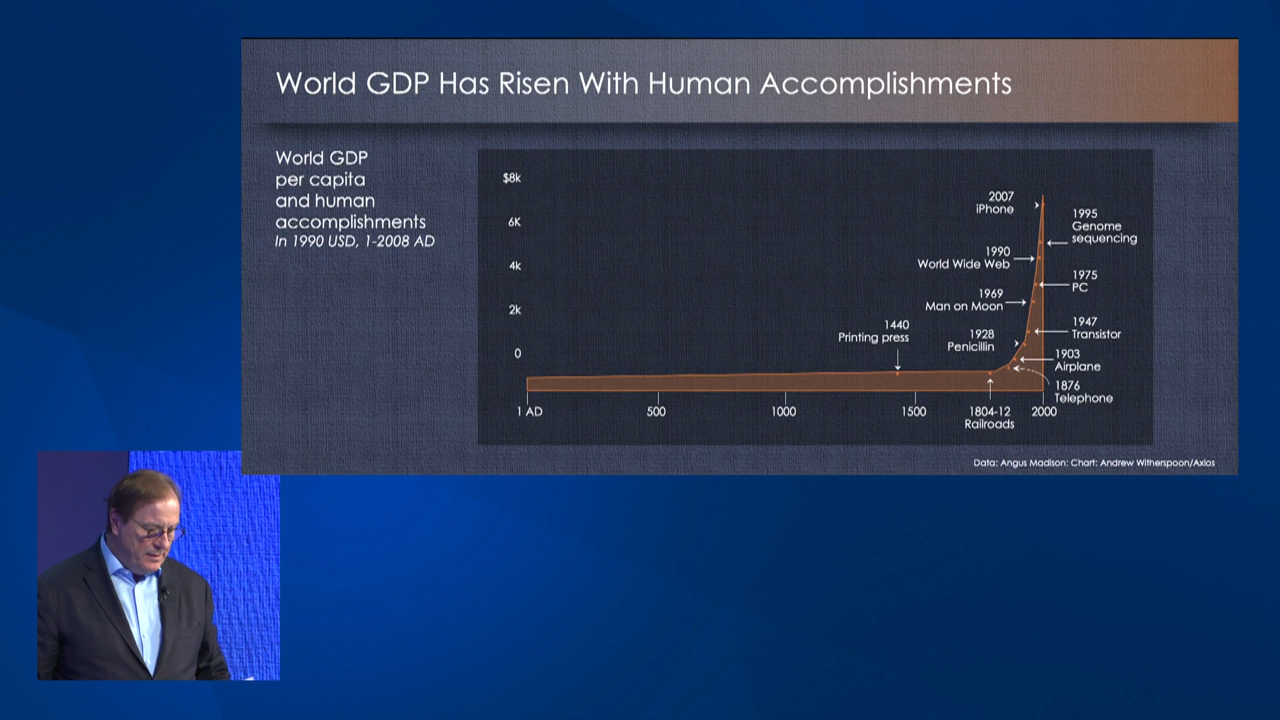 World GDP Has Risen With Human Accomplishments
World GDP
per capita
and human
accomplishments
In 1990 USD, 1-2008 AD
$8k
6K
4k
2k
0
2007
iPhone
1995
Genome
sequencing
1990
World Wide Web
1975
PC
1969
Man on Moon
1440
Printing press
1928
Penicillin
1947
Transistor
1903
Airplane
1876
Telephone
1 AD
500
1000
1500
1804-12
Railroads
2000
Data: Angus Madison: Chart: Andrew Witherspoon/Axios